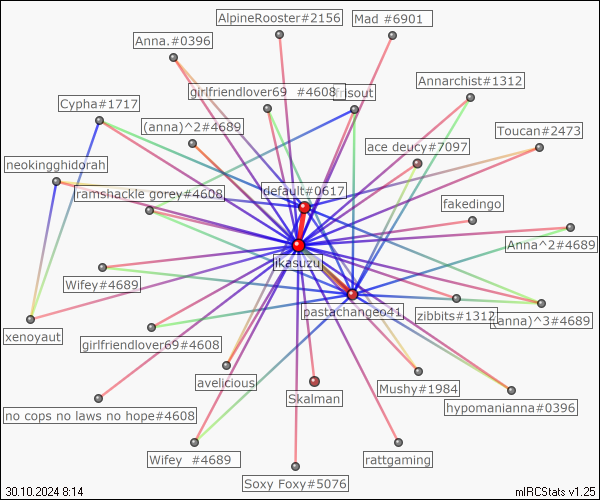 AlpineRooster#2156
Mad #6901
Anna.#0396
Annarchist#1312
girlfriendlover69 #4608
frisout
Cypha#1717
(anna)^2#4689
Toucan#2473
ace deucy#7097
neokingghidorah
default#0617
ramshackle gorey#4608
fakedingo
Anna^2#4689
ikasuzu
Wifey#4689
pastachangeo41
zibbits#1312
(anna)^3#4689
xenoyaut
girlfriendlover69#4608
avelicious
Mushy#1984
Skalman
hypomanianna#0396
no cops no laws no hope#4608
Wifey #4689
rattgaming
Soxy Foxy#5076
30.10.2024 8:14
mIRCStats v1.25